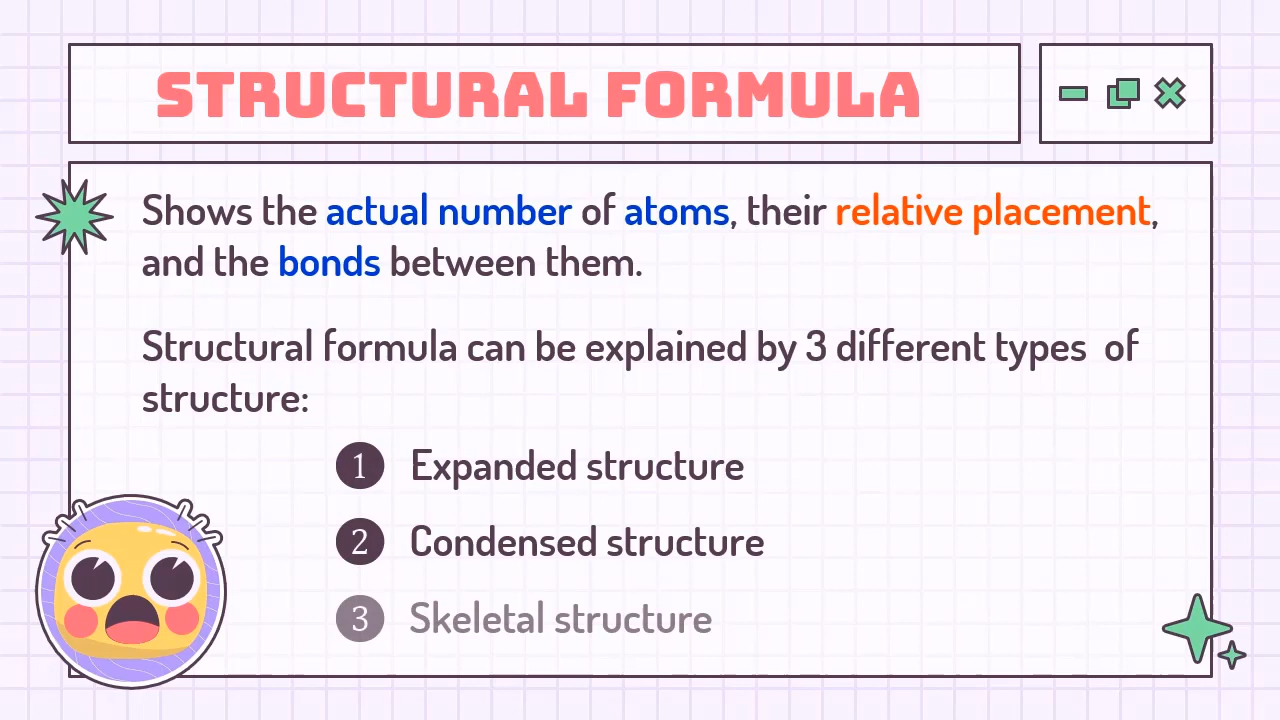 STRUCTURAL FORMULA
Shows the actual number of atoms, their relative placement,
and the bonds between them.
Structural formula can be explained by 3 different types of
structure:
1 Expanded structure
2 Condensed structure
3 Skeletal structure